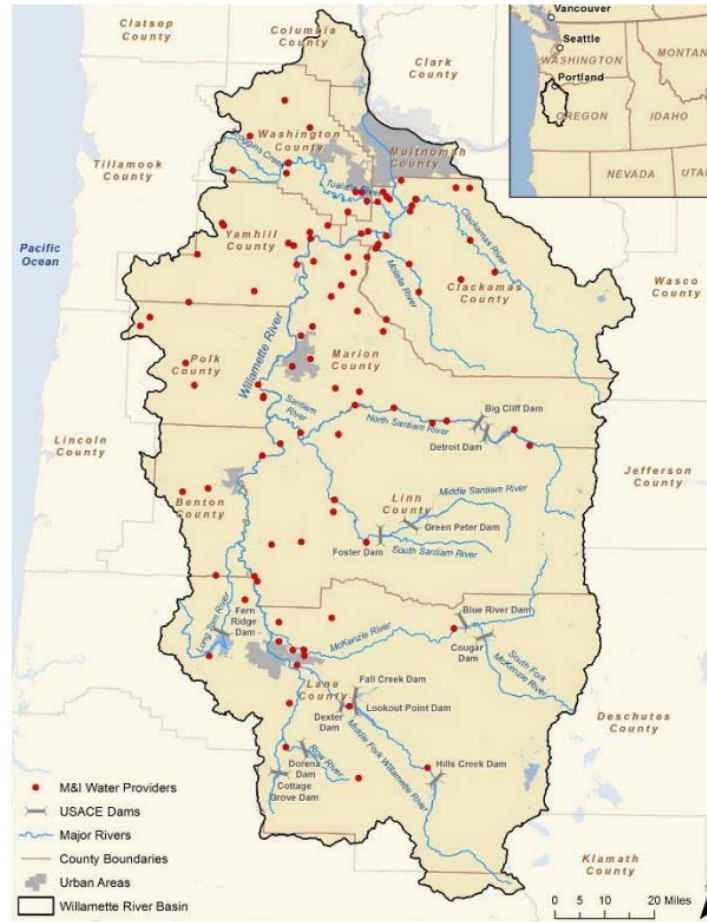 Clatsop
County
Columbia
County
Clark
County
Vancouver
Seattle
WASHINGTON
Portland
OREGON
MONTAN
IDAHO
NEVADA
UTA
Washington
County
Multnomah
County
Tillamook
County
Scoggins Creek
Tualatin River
Pacific
Ocean
Yamhill
County
Clackamas River
Molalla River
Clackamas
County
Wasco
County
Willamette River
Polk
County
Marion
County
Santiam
River
North Santiam River
Big Cliff Dam
Detroit Dam
Lincoln
County
Jefferson
County
Benton
County
Linn
County
Middle Santiam River
Green Peter Dam
Foster Dam
South Santiam River
Long Tom River
Fern
Ridge
Dam
Blue River Dam
McKenzie River
Cougar
Dam
South Fork
McKenzie River
Lane
County
Fall Creek Dam
Lookout Point Dam
Dexter
Dam
Middle Fork Willamette River
Deschutes
County
Row River
Dorena
Dam
Cottage
Grove Dam
Hills Creek Dam
Klamath
County
M&I Water Providers
USACE Dams
Major Rivers
County Boundaries
Urban Areas
Willamette River Basin
0 5 10 20 Miles